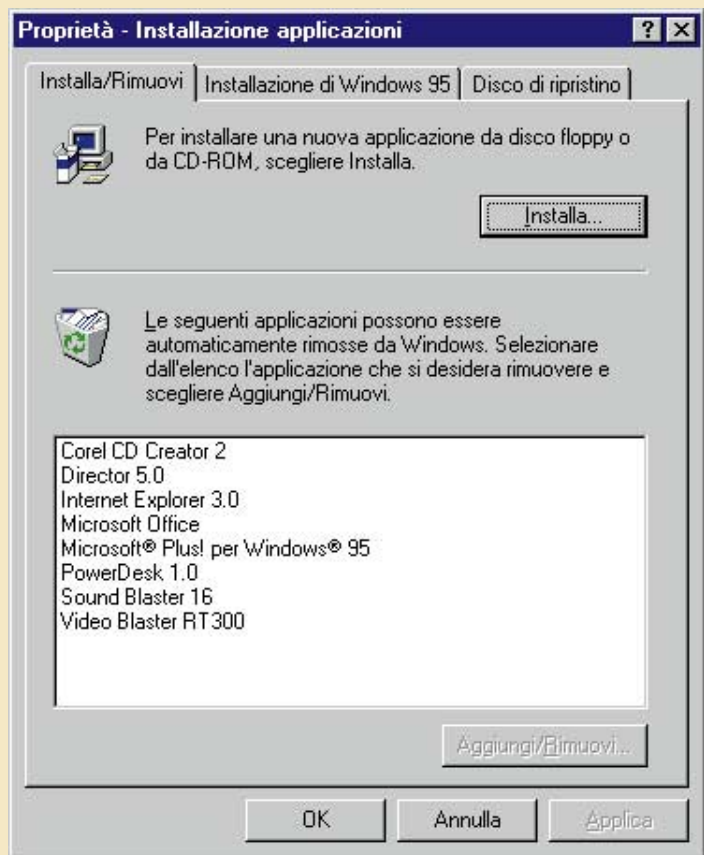 Proprietà - Installazione applicazioni
Installa/Rimuovi
Installazione di Windows 95
Disco di ripristino
Per installare una nuova applicazione da disco floppy o
da CD-ROM, scegliere Installa.
Installa...
Le seguenti applicazioni possono essere
automaticamente rimosse da Windows. Selezionare
dall'elenco l'applicazione che si desidera rimuovere e
scegliere Aggiungi/Rimuovi.
Corel CD Creator 2
Director 5.0
Internet Explorer 3.0
Microsoft Office
Microsoft® Plus! per Windows® 95
PowerDesk 1.0
Sound Blaster 16
Video Blaster RT300
Aggiungi/Rimuovi...
OK
Annulla
Applica